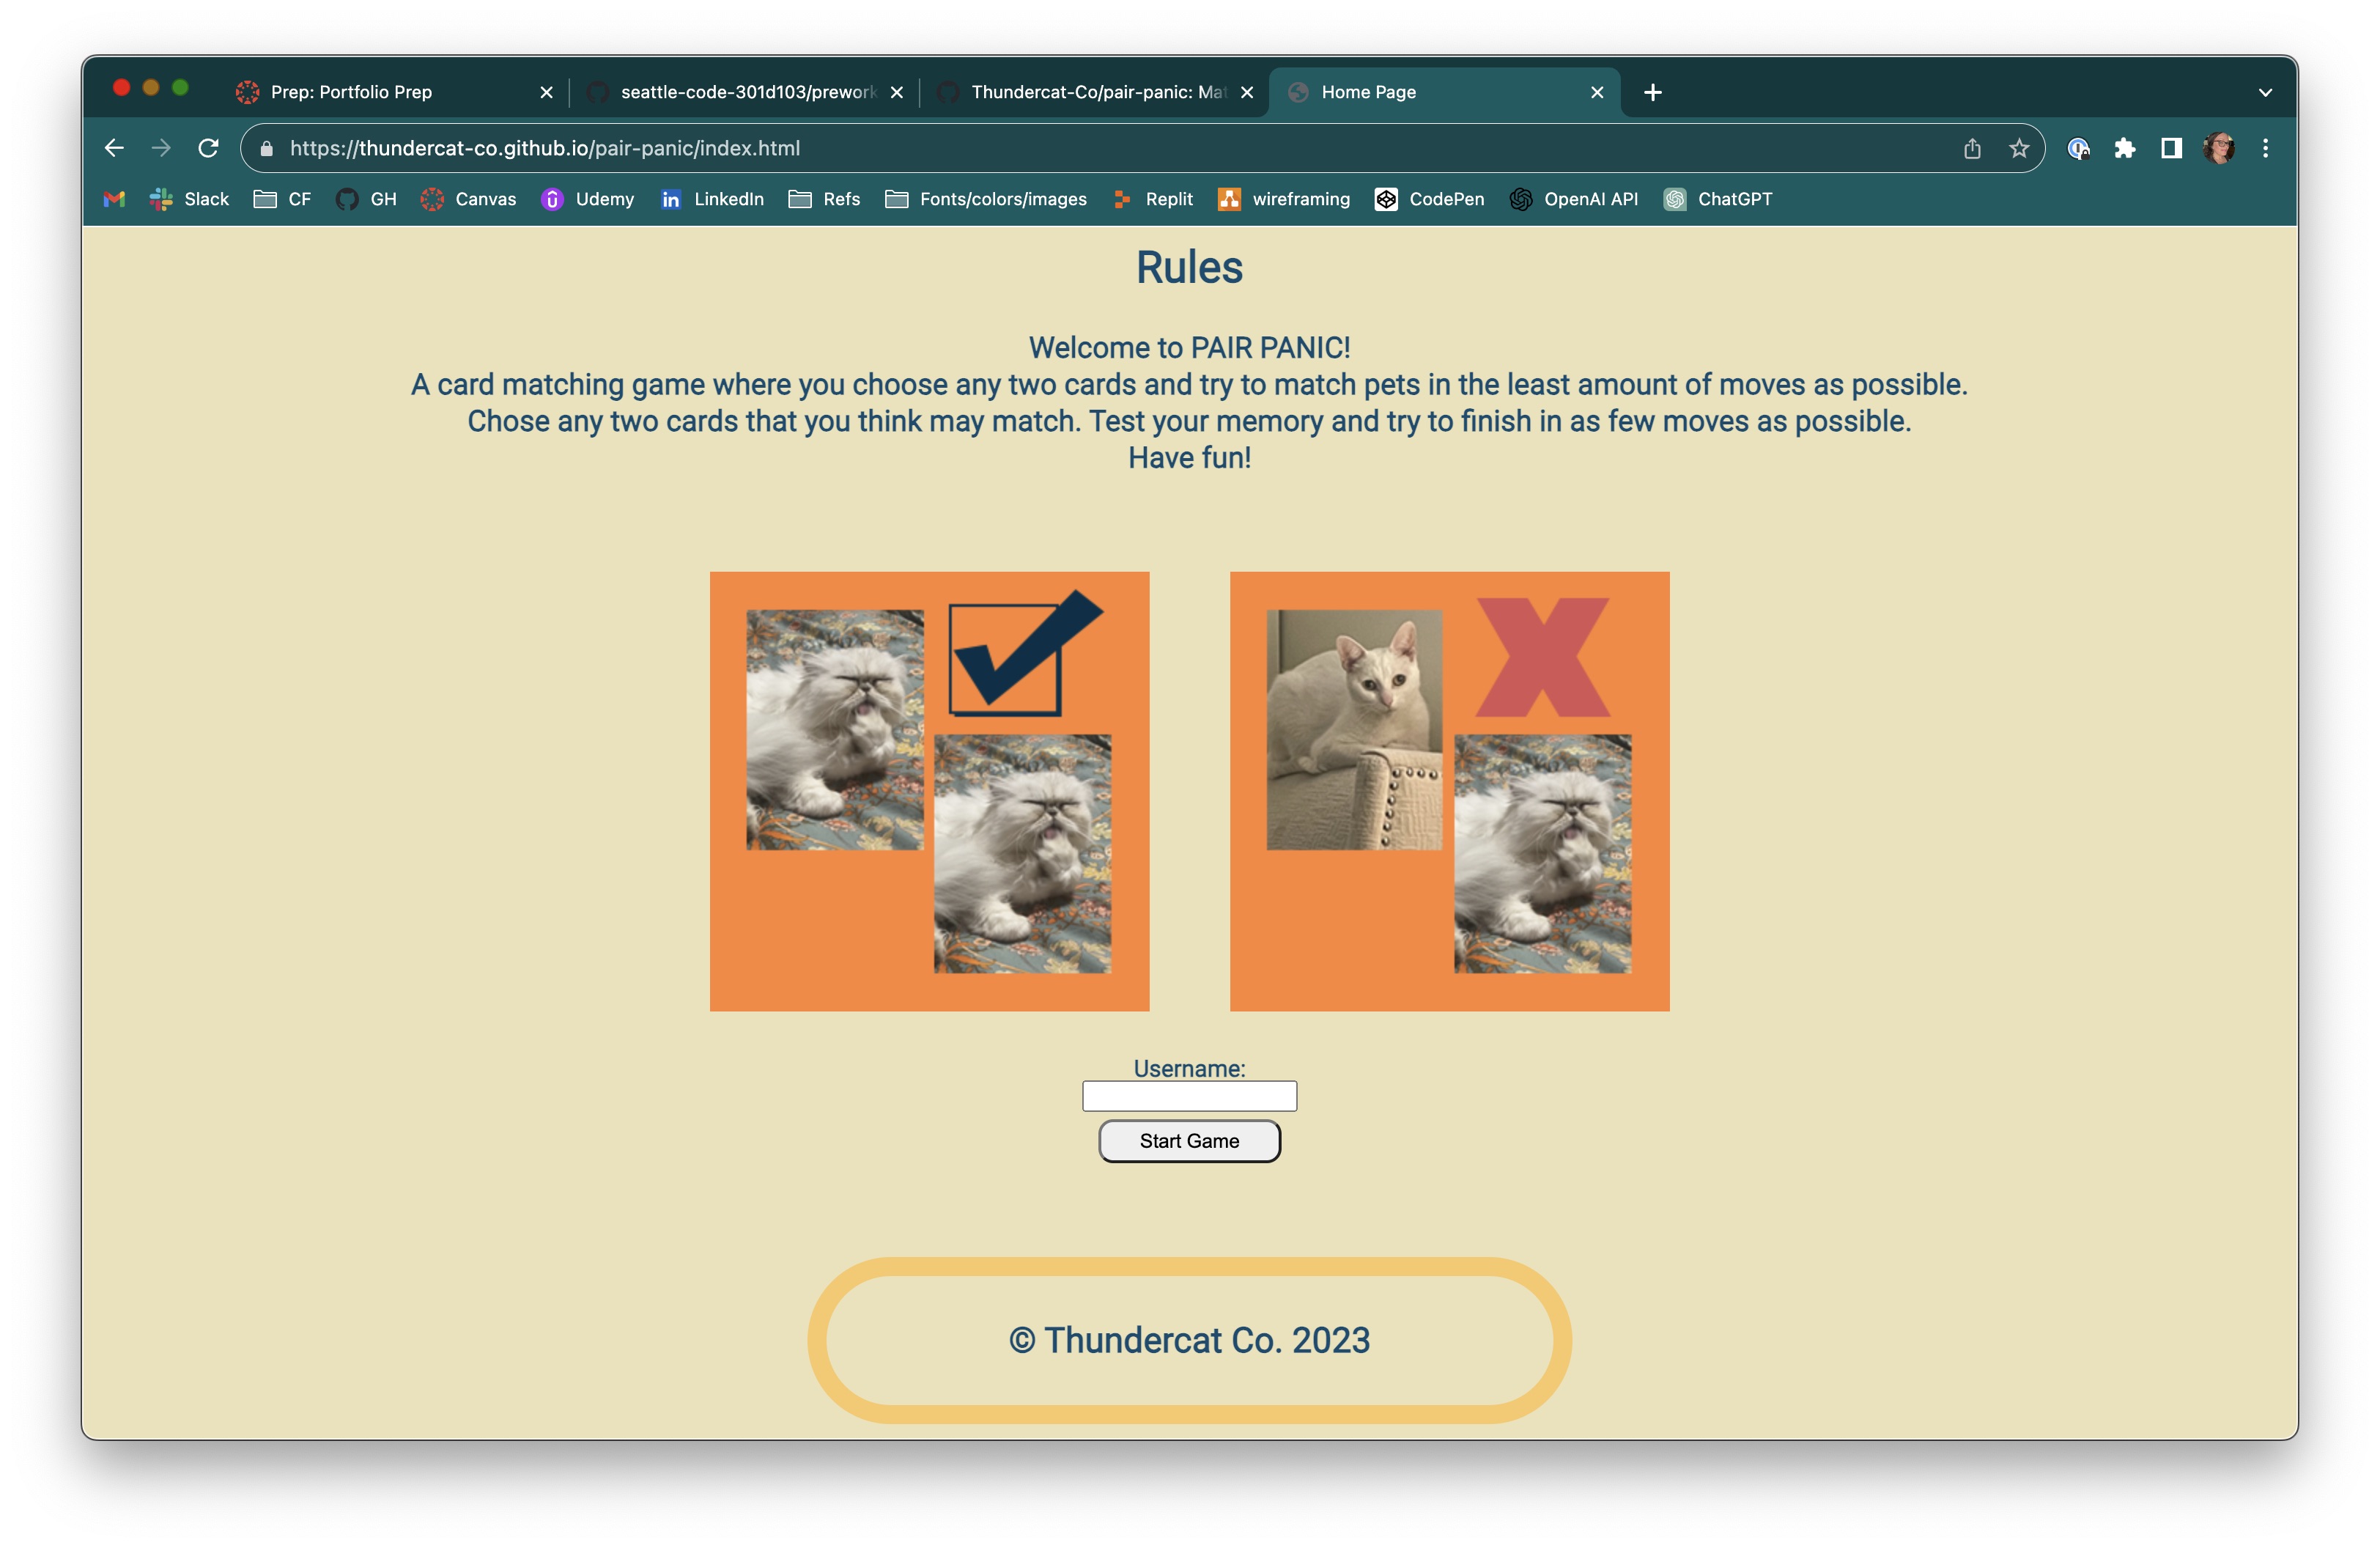 Prep: Portfolio Prep
seattle-code-301d103/prework
Thundercat-Co/pair-panic: Mat
Home Page
https://thundercat-co.github.io/pair-panic/index.html
Slack
CF
GH
Canvas
Udemy
LinkedIn
Refs
Fonts/colors/images
Replit
wireframing
CodePen
OpenAI API
ChatGPT
Rules
Welcome to PAIR PANIC!
A card matching game where you choose any two cards and try to match pets in the least amount of moves as possible.
Chose any two cards that you think may match. Test your memory and try to finish in as few moves as possible.
Have fun!
X
Username:
Start Game
© Thundercat Co. 2023